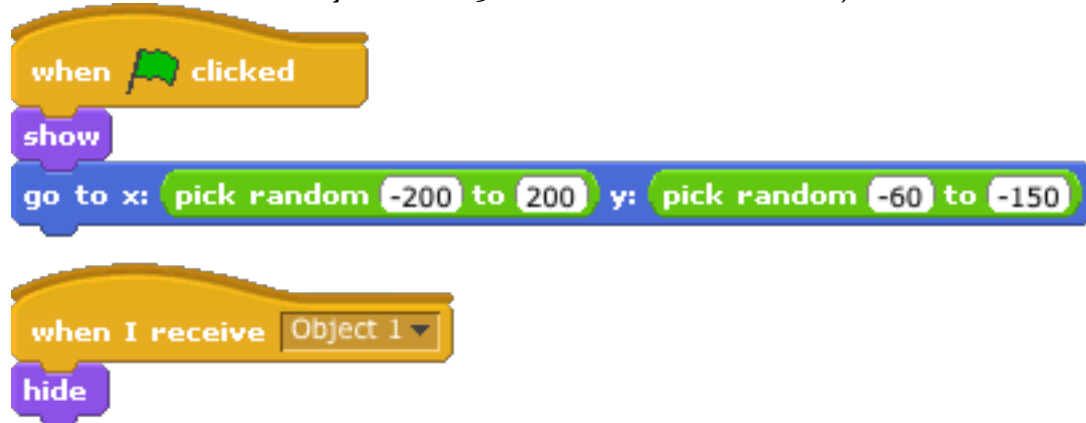 when clicked
show
go to x: pick random -200 to 200 y: pick random -60 to -150
when I receive Object 1
hide